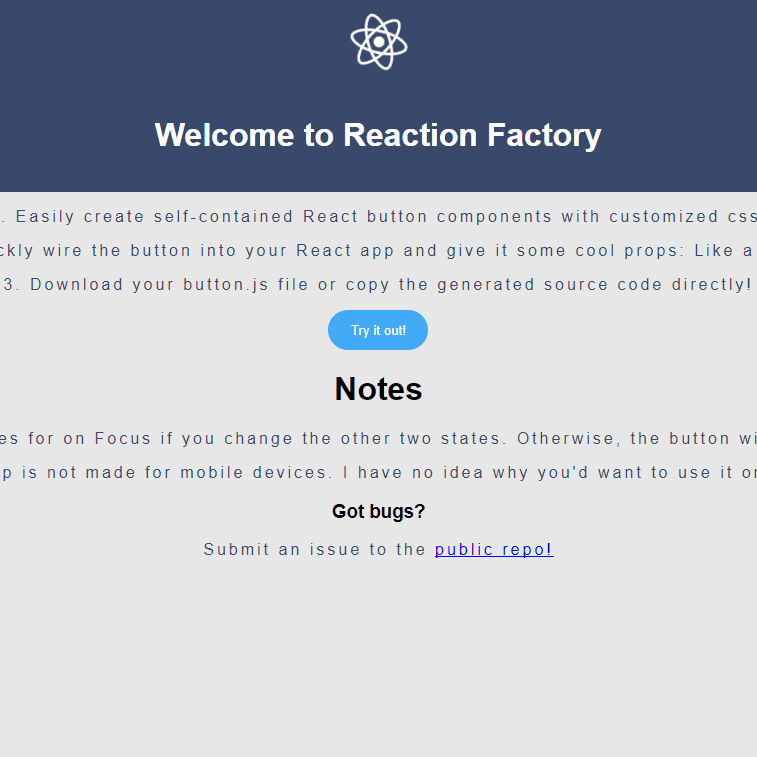 Welcome to Reaction Factory
. Easily create self-contained React button components with customized css
ckly wire the button into your React app and give it some cool props: Like a
3. Download your button.js file or copy the generated source code directly!
Try it out!
Notes
es for on Focus if you change the other two states. Otherwise, the button wi
p is not made for mobile devices. I have no idea why you'd want to use it on
Got bugs?
Submit an issue to the public repo!